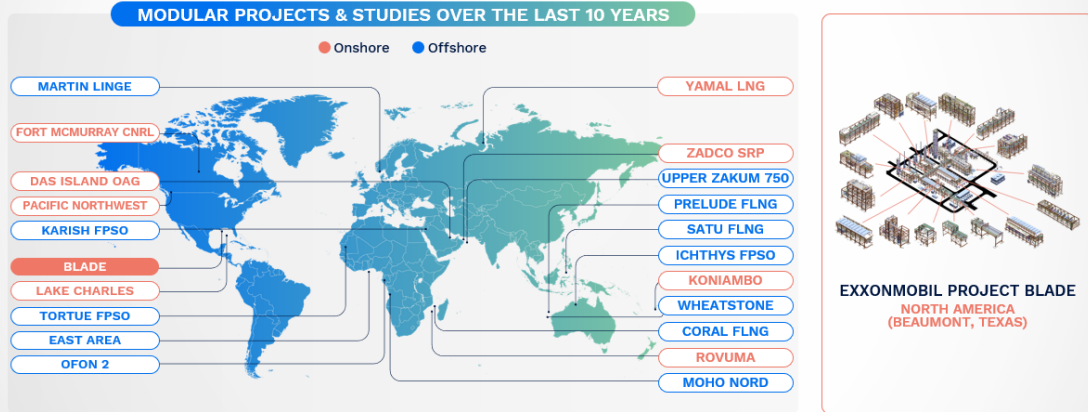 MODULAR PROJECTS & STUDIES OVER THE LAST 10 YEARS
Onshore
Offshore
MARTIN LINGE
FORT MCMURRAY CNRL
DAS ISLAND OAG
PACIFIC NORTHWEST
KARISH FPSO
BLADE
LAKE CHARLES
TORTUE FPSO
EAST AREA
OFON 2
YAMAL LNG
ZADCO SRP
UPPER ZAKUM 750
PRELUDE FLNG
SATU FLNG
ICHTHYS FPSO
KONIAMBO
WHEATSTONE
CORAL FLNG
ROVUMA
MOHO NORD
EXXONMOBIL PROJECT BLADE
NORTH AMERICA
(BEAUMONT, TEXAS)